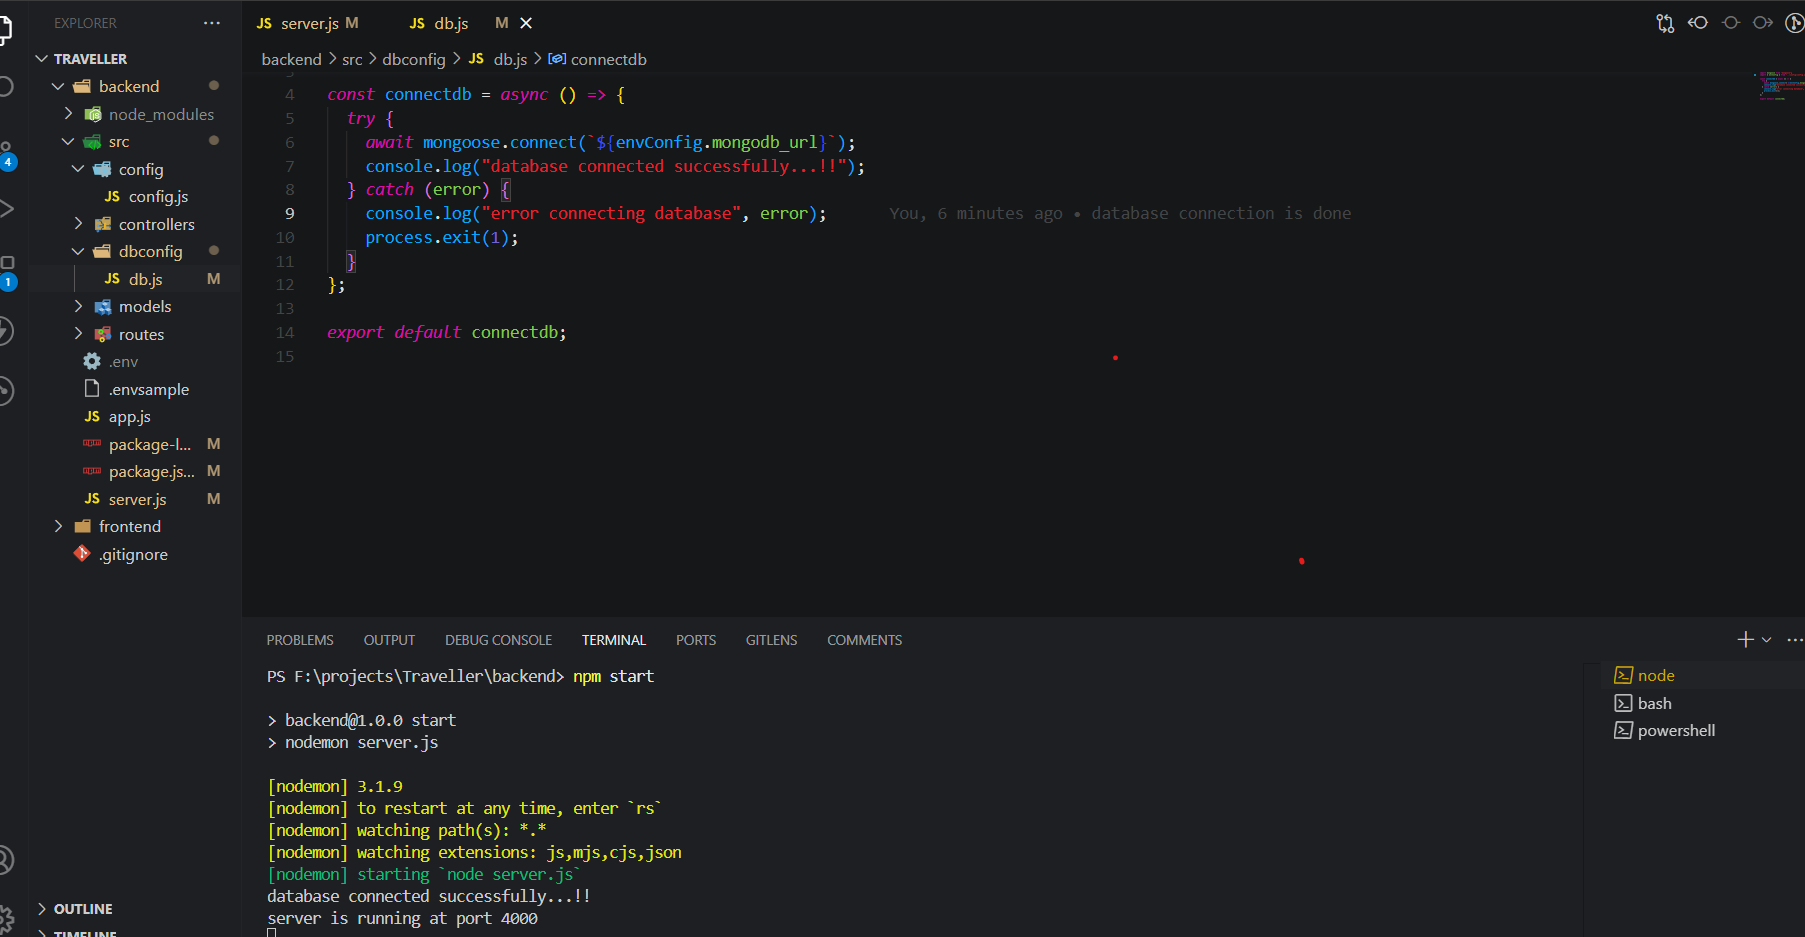 EXPLORER
TRAVELLER
backend
node_modules
src
config
JS config.js
controllers
dbconfig
JS db.js M
models
routes
.env
.envsample
JS app.js
package-l... M
package.js... M
JS server.js M
frontend
.gitignore
OUTLINE
TIMELINE
4
1
JS server.js M
JS db.js M
backend > src > dbconfig > JS db.js > connectdb
4 const connectdb = async () => {
5 try {
6 await mongoose.connect(`${envConfig.mongodb_url}`);
7 console.log("database connected successfully...!!");
8 } catch (error) {
9 console.log("error connecting database", error); You, 6 minutes ago • database connection is done
10 process.exit(1);
11 }
12 };
13
14 export default connectdb;
15
PROBLEMS OUTPUT DEBUG CONSOLE TERMINAL PORTS GITLENS COMMENTS
PS F:\projects\Traveller\backend> npm start
> backend@1.0.0 start
> nodemon server.js
[nodemon] 3.1.9
[nodemon] to restart at any time, enter `rs`
[nodemon] watching path(s): *.*
[nodemon] watching extensions: js,mjs,cjs,json
[nodemon] starting `node server.js`
database connected successfully...!!
server is running at port 4000
node
bash
powershell